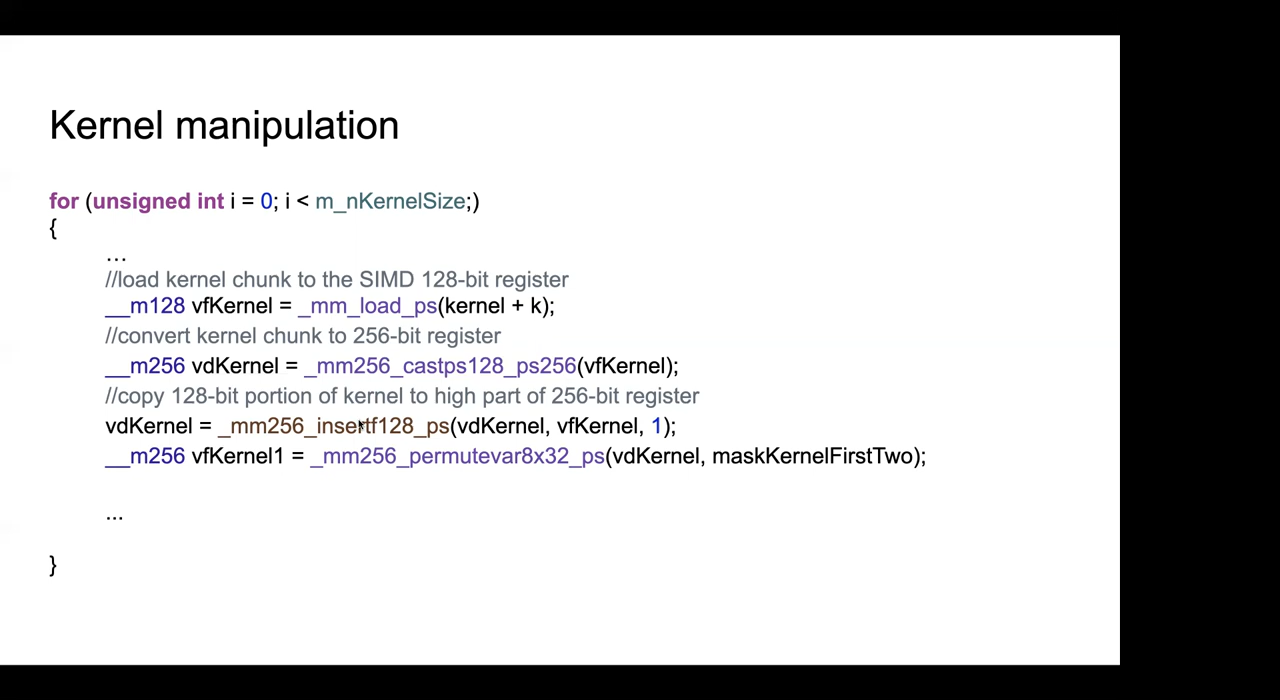 Kernel manipulation
for (unsigned int i = 0; i < m_nKernelSize;)
{
…
//load kernel chunk to the SIMD 128-bit register
__m128 vfKernel = _mm_load_ps(kernel + k);
//convert kernel chunk to 256-bit register
__m256 vdKernel = _mm256_castps128_ps256(vfKernel);
//copy 128-bit portion of kernel to high part of 256-bit register
vdKernel = _mm256_insertf128_ps(vdKernel, vfKernel, 1);
__m256 vfKernel1 = _mm256_permutevar8x32_ps(vdKernel, maskKernelFirstTwo);
...
}